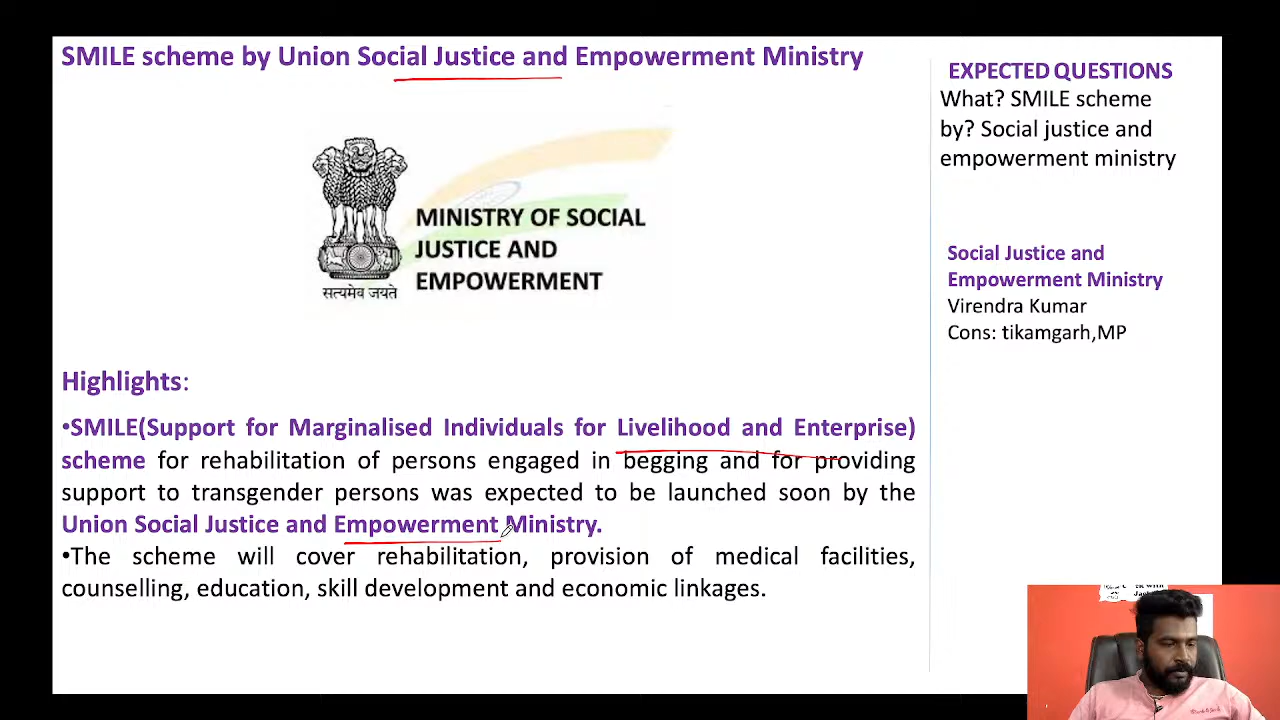 SMILE scheme by Union Social Justice and Empowerment Ministry
MINISTRY OF SOCIAL
JUSTICE AND
EMPOWERMENT
सत्यमेव जयते
Highlights:
•SMILE(Support for Marginalised Individuals for Livelihood and Enterprise)
scheme for rehabilitation of persons engaged in begging and for providing
support to transgender persons was expected to be launched soon by the
Union Social Justice and Empowerment Ministry.
•The scheme will cover rehabilitation, provision of medical facilities,
counselling, education, skill development and economic linkages.
EXPECTED QUESTIONS
What? SMILE scheme
by? Social justice and
empowerment ministry
Social Justice and
Empowerment Ministry
Virendra Kumar
Cons: tikamgarh,MP